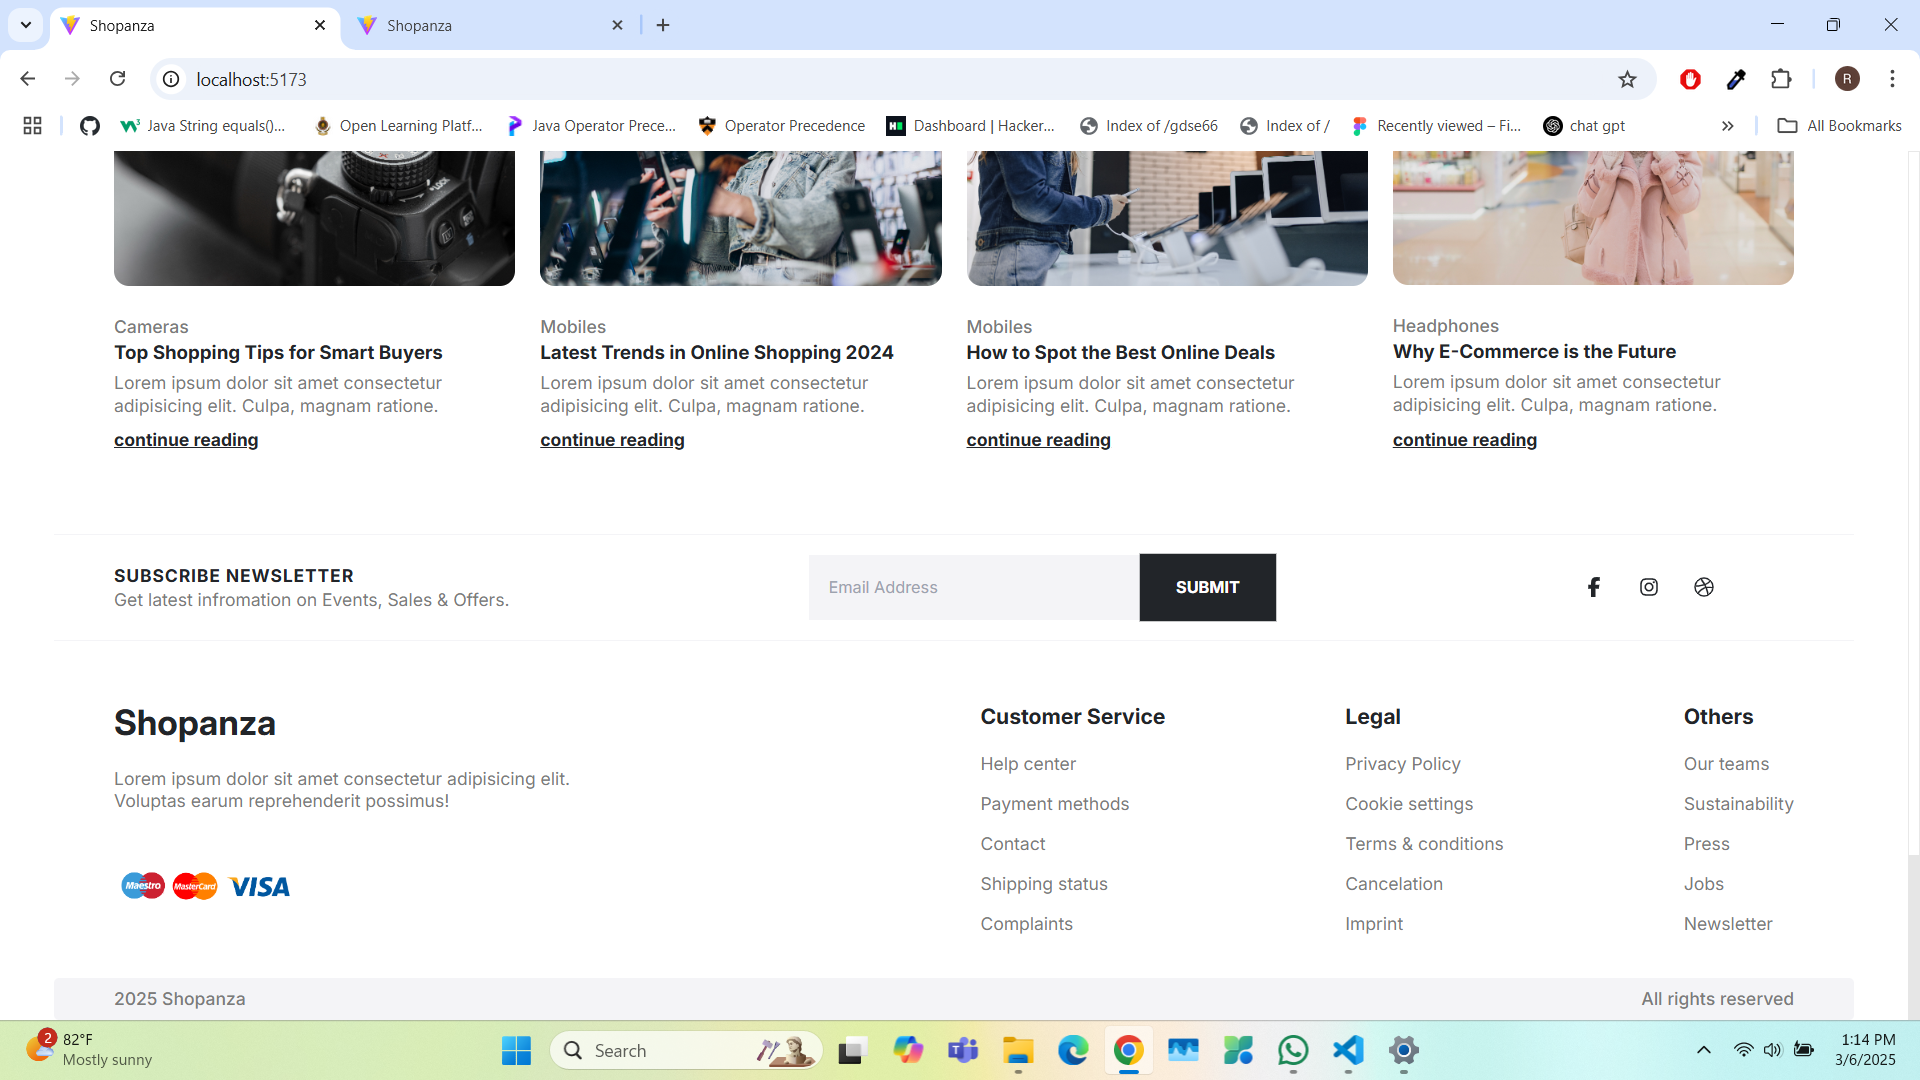 Shopanza
Shopanza
localhost:5173
R
Java String equals()...
Open Learning Platf...
Java Operator Prece...
Operator Precedence
Dashboard | Hacker...
Index of /gdse66
Index of /
Recently viewed – Fi...
chat gpt
All Bookmarks
LOCK
Cameras
Top Shopping Tips for Smart Buyers
Lorem ipsum dolor sit amet consectetur
adipisicing elit. Culpa, magnam ratione.
continue reading
Mobiles
Latest Trends in Online Shopping 2024
Lorem ipsum dolor sit amet consectetur
adipisicing elit. Culpa, magnam ratione.
continue reading
Mobiles
How to Spot the Best Online Deals
Lorem ipsum dolor sit amet consectetur
adipisicing elit. Culpa, magnam ratione.
continue reading
Headphones
Why E-Commerce is the Future
Lorem ipsum dolor sit amet consectetur
adipisicing elit. Culpa, magnam ratione.
continue reading
SUBSCRIBE NEWSLETTER
Get latest infromation on Events, Sales & Offers.
Email Address
SUBMIT
Shopanza
Lorem ipsum dolor sit amet consectetur adipisicing elit.
Voluptas earum reprehenderit possimus!
Maestro
MasterCard
VISA
Customer Service
Help center
Payment methods
Contact
Shipping status
Complaints
Legal
Privacy Policy
Cookie settings
Terms & conditions
Cancelation
Imprint
Others
Our teams
Sustainability
Press
Jobs
Newsletter
2025 Shopanza
All rights reserved
2
82°F
Mostly sunny
Search
1:14 PM
3/6/2025